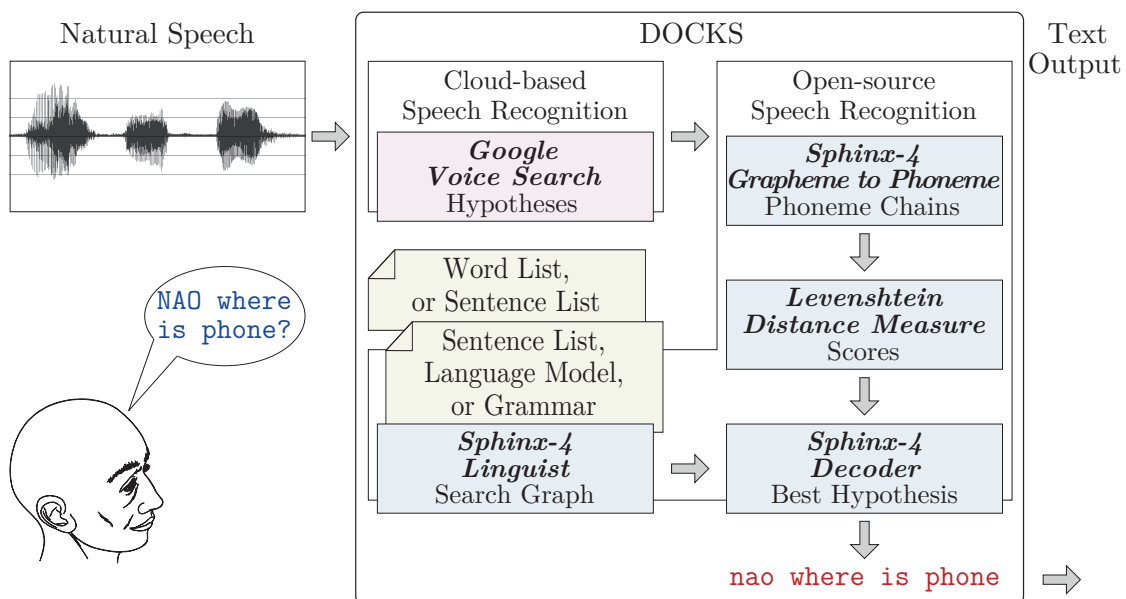 Natural Speech
DOCKS
Text
Output
Cloud-based
Speech Recognition
Google
Voice Search
Hypotheses
Open-source
Speech Recognition
Sphinx-4
Grapheme to Phoneme
Phoneme Chains
Word List,
or Sentence List
Levenshtein
Distance Measure
Scores
NAO where
is phone?
Sentence List,
Language Model,
or Grammar
Sphinx-4
Linguist
Search Graph
Sphinx-4
Decoder
Best Hypothesis
nao where is phone